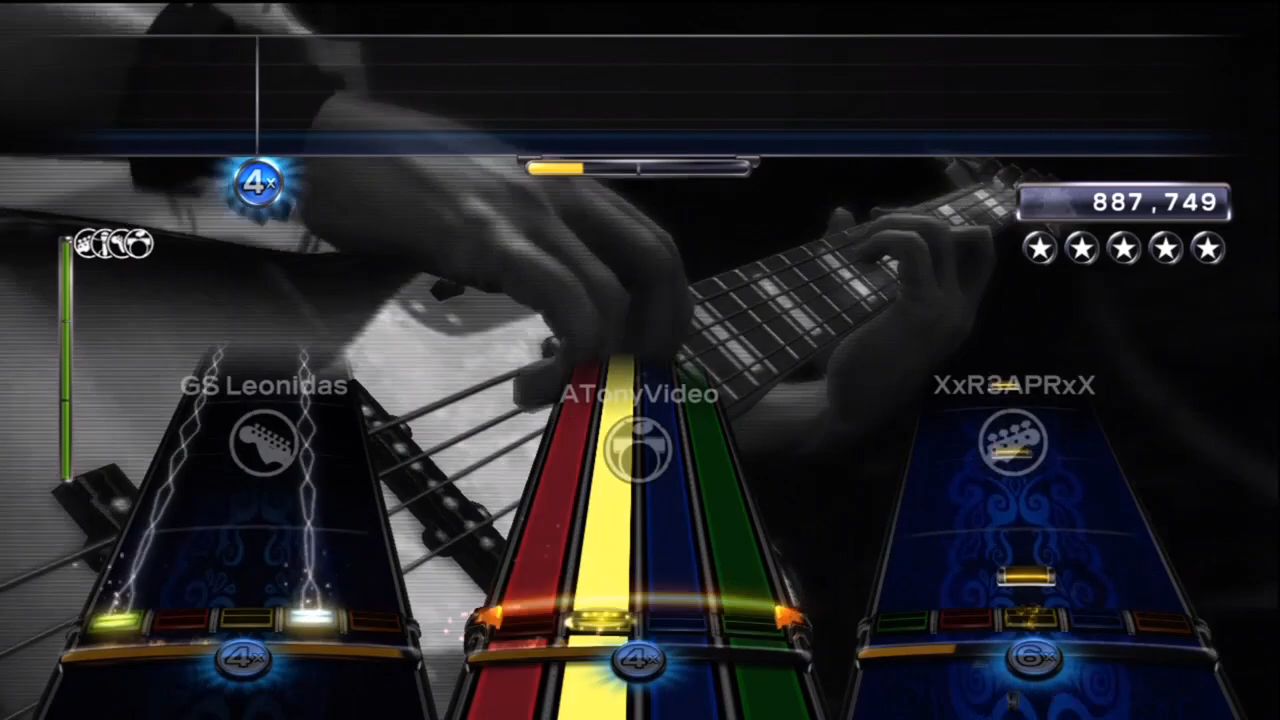 4x
887,749
GS Leonidas
ATonyVideo
XxR3APRxX
4x
4x
6x